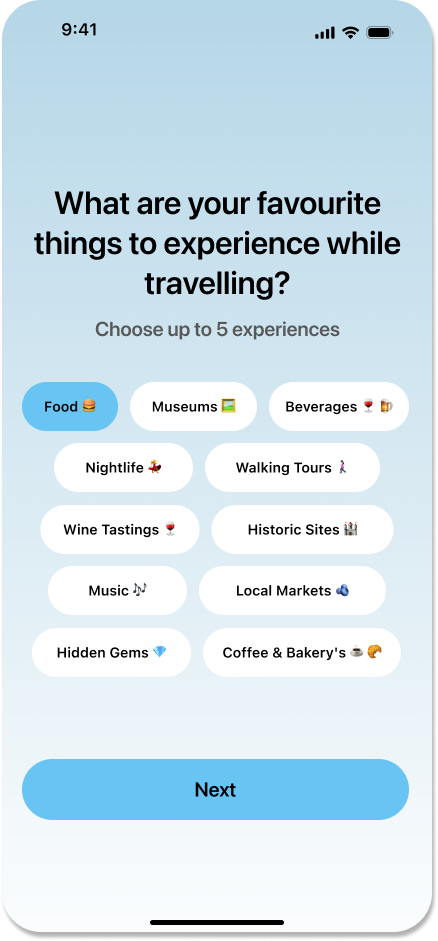 9:41
What are your favourite
things to experience while
travelling?
Choose up to 5 experiences
Food 🍔
Museums 🖼️
Beverages 🍷🍺
Nightlife 💃
Walking Tours 🚶‍♀️
Wine Tastings 🍷
Historic Sites 🏰
Music 🎶
Local Markets 🫐
Hidden Gems 💎
Coffee & Bakery's ☕🥐
Next